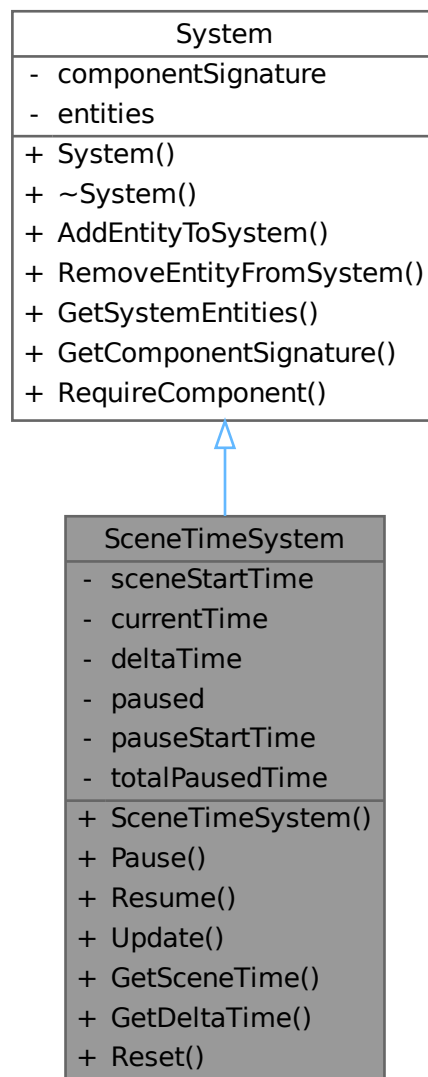 System
- componentSignature
- entities
+ System()
+ ~System()
+ AddEntityToSystem()
+ RemoveEntityFromSystem()
+ GetSystemEntities()
+ GetComponentSignature()
+ RequireComponent()
SceneTimeSystem
- sceneStartTime
- currentTime
- deltaTime
- paused
- pauseStartTime
- totalPausedTime
+ SceneTimeSystem()
+ Pause()
+ Resume()
+ Update()
+ GetSceneTime()
+ GetDeltaTime()
+ Reset()